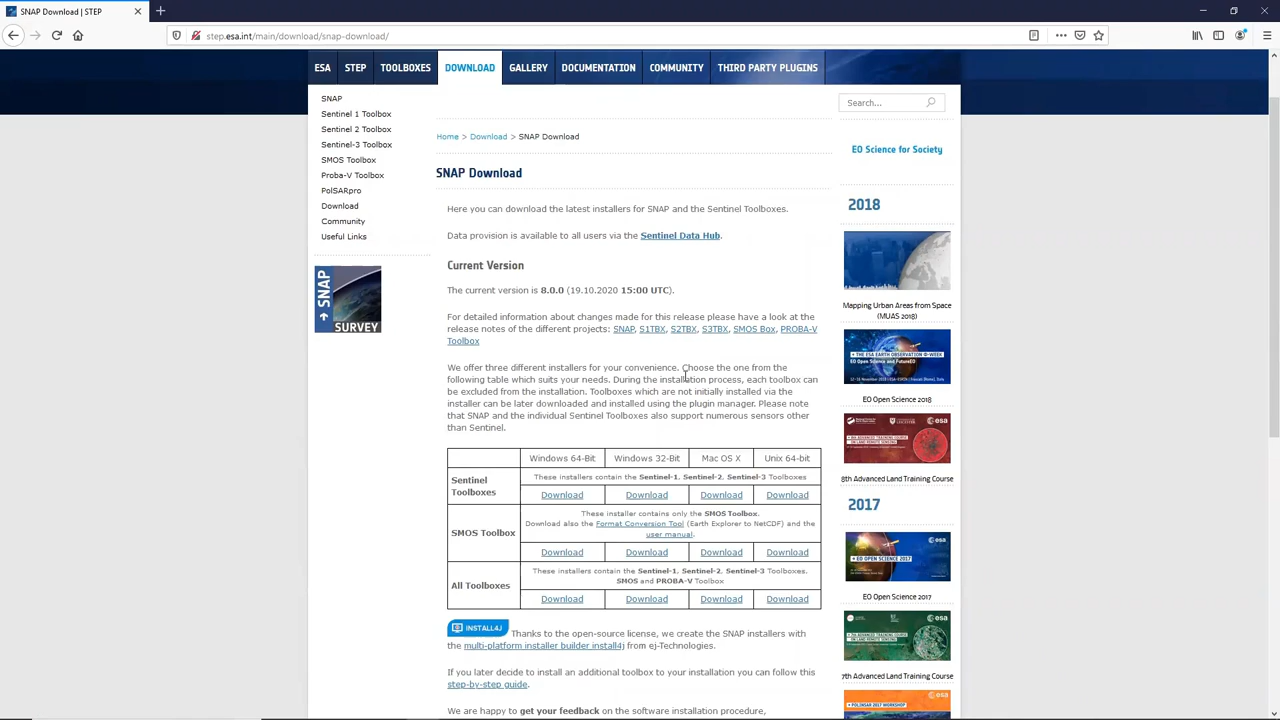 SNAP Download | STEP
step.esa.int/main/download/snap-download/
ESA STEP TOOLBOXES DOWNLOAD GALLERY DOCUMENTATION COMMUNITY THIRD PARTY PLUGINS
SNAP
Sentinel 1 Toolbox
Sentinel 2 Toolbox
Sentinel-3 Toolbox
SMOS Toolbox
Proba-V Toolbox
PolSARpro
Download
Community
Useful Links
SNAP
SURVEY
Home > Download > SNAP Download
SNAP Download
Here you can download the latest installers for SNAP and the Sentinel Toolboxes.
Data provision is available to all users via the Sentinel Data Hub.
Current Version
The current version is 8.0.0 (19.10.2020 15:00 UTC).
For detailed information about changes made for this release please have a look at the
release notes of the different projects: SNAP, S1TBX, S2TBX, S3TBX, SMOS Box, PROBA-V
Toolbox
We offer three different installers for your convenience. Choose the one from the
following table which suits your needs. During the installation process, each toolbox can
be excluded from the installation. Toolboxes which are not initially installed via the
installer can be later downloaded and installed using the plugin manager. Please note
that SNAP and the individual Sentinel Toolboxes also support numerous sensors other
than Sentinel.
Windows 64-Bit Windows 32-Bit Mac OS X Unix 64-bit
Sentinel
Toolboxes
These installers contain the Sentinel-1, Sentinel-2, Sentinel-3 Toolboxes
Download Download Download Download
SMOS Toolbox
These installer contains only the SMOS Toolbox.
Download also the Format Conversion Tool (Earth Explorer to NetCDF) and the
user manual.
Download Download Download Download
All Toolboxes
These installers contain the Sentinel-1, Sentinel-2, Sentinel-3 Toolboxes,
SMOS and PROBA-V Toolbox
Download Download Download Download
INSTALL4J Thanks to the open-source license, we create the SNAP installers with
the multi-platform installer builder install4j from ej-Technologies.
If you later decide to install an additional toolbox to your installation you can follow this
step-by-step guide.
We are happy to get your feedback on the software installation procedure,
Search...
EO Science for Society
2018
Mapping Urban Areas from Space
(MUAS 2018)
EO Open Science 2018
8th Advanced Land Training Course
2017
EO OPEN SCIENCE 2017
EO Open Science 2017
7th Advanced Land Training Course
POLINSAR 2017 WORKSHOP